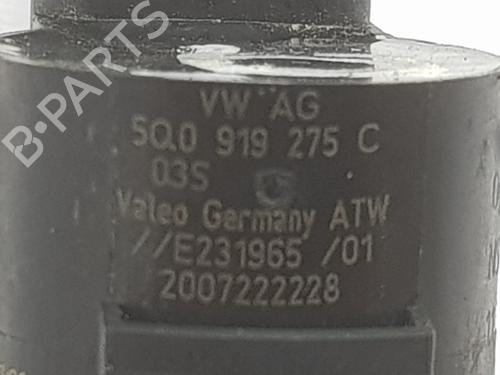 B-Parts
VW AG
5Q0 919 275 C
03S
Valeo Germany ATW
//E231965 /01
2007222228